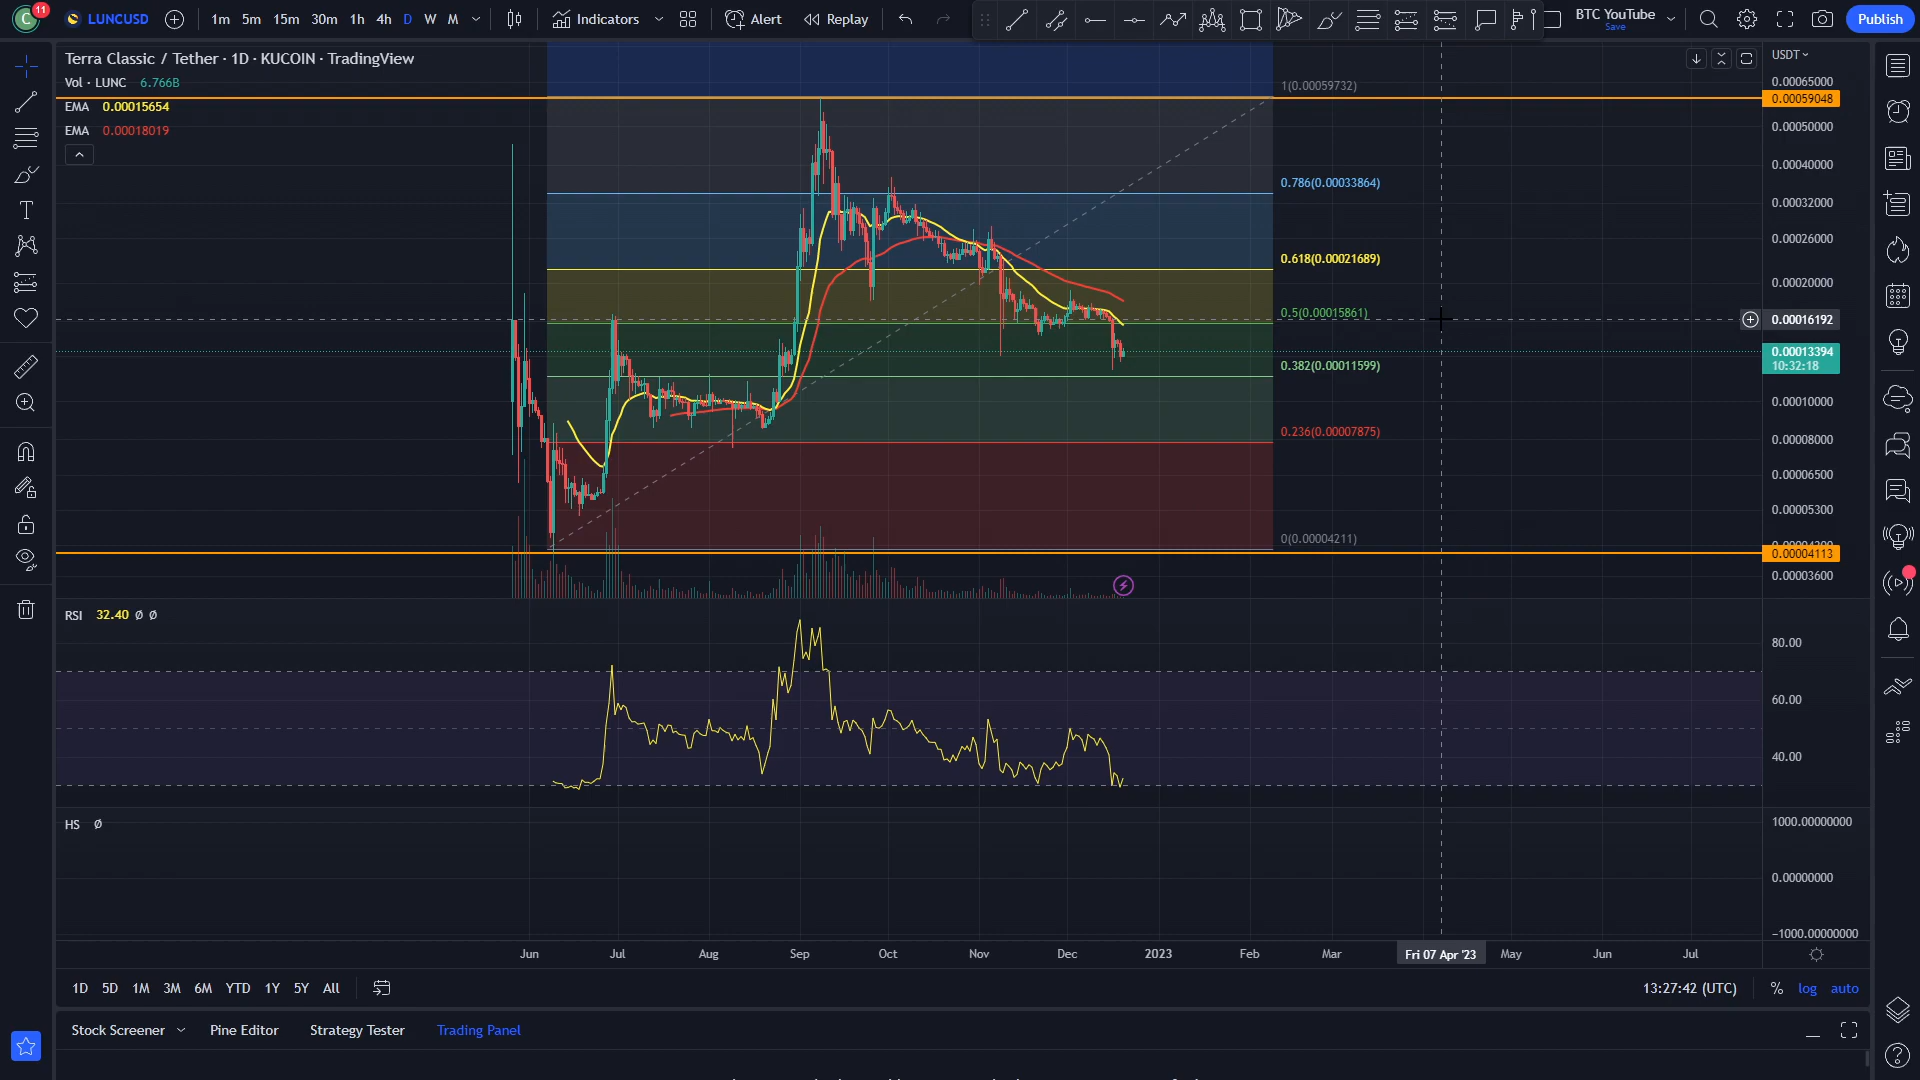 C 11 LUNCUSD 1m 5m 15m 30m 1h 4h D W M Indicators Alert Replay BTC YouTube Save Publish
Terra Classic / Tether · 1D · KUCOIN · TradingView
Vol · LUNC 6.766B
EMA 0.00015654
EMA 0.00018019
USDT
0.00065000
0.00059048
0.00050000
0.00040000
0.00032000
0.00026000
0.00020000
0.00016192
0.00013394
10:32:18
0.00010000
0.00008000
0.00006500
0.00005300
0.00004113
0.00003600
1(0.00059732)
0.786(0.00033864)
0.618(0.00021689)
0.5(0.00015861)
0.382(0.00011599)
0.236(0.00007875)
0(0.00004211)
RSI 32.40 Ø Ø
80.00
60.00
40.00
HS Ø
1000.00000000
0.00000000
−1000.00000000
Jun Jul Aug Sep Oct Nov Dec 2023 Feb Mar Fri 07 Apr '23 May Jun Jul
1D 5D 1M 3M 6M YTD 1Y 5Y All 13:27:42 (UTC) % log auto
Stock Screener Pine Editor Strategy Tester Trading Panel